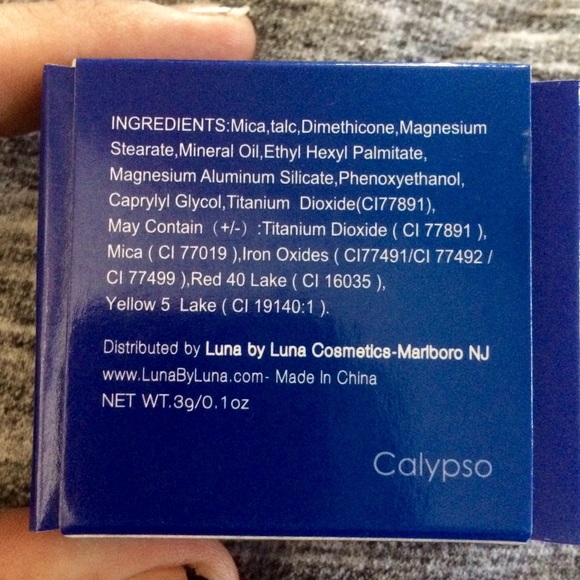 INGREDIENTS:Mica,talc,Dimethicone,Magnesium
Stearate,Mineral Oil,Ethyl Hexyl Palmitate,
Magnesium Aluminum Silicate,Phenoxyethanol,
Caprylyl Glycol,Titanium Dioxide(CI77891),
May Contain（+/-）:Titanium Dioxide ( CI 77891 ),
Mica ( CI 77019 ),Iron Oxides ( CI77491/CI 77492 /
CI 77499 ),Red 40 Lake ( CI 16035 ),
Yellow 5 Lake ( CI 19140:1 ).
Distributed by Luna by Luna Cosmetics-Marlboro NJ
www.LunaByLuna.com- Made In China
NET WT.3g/0.1oz
Calypso